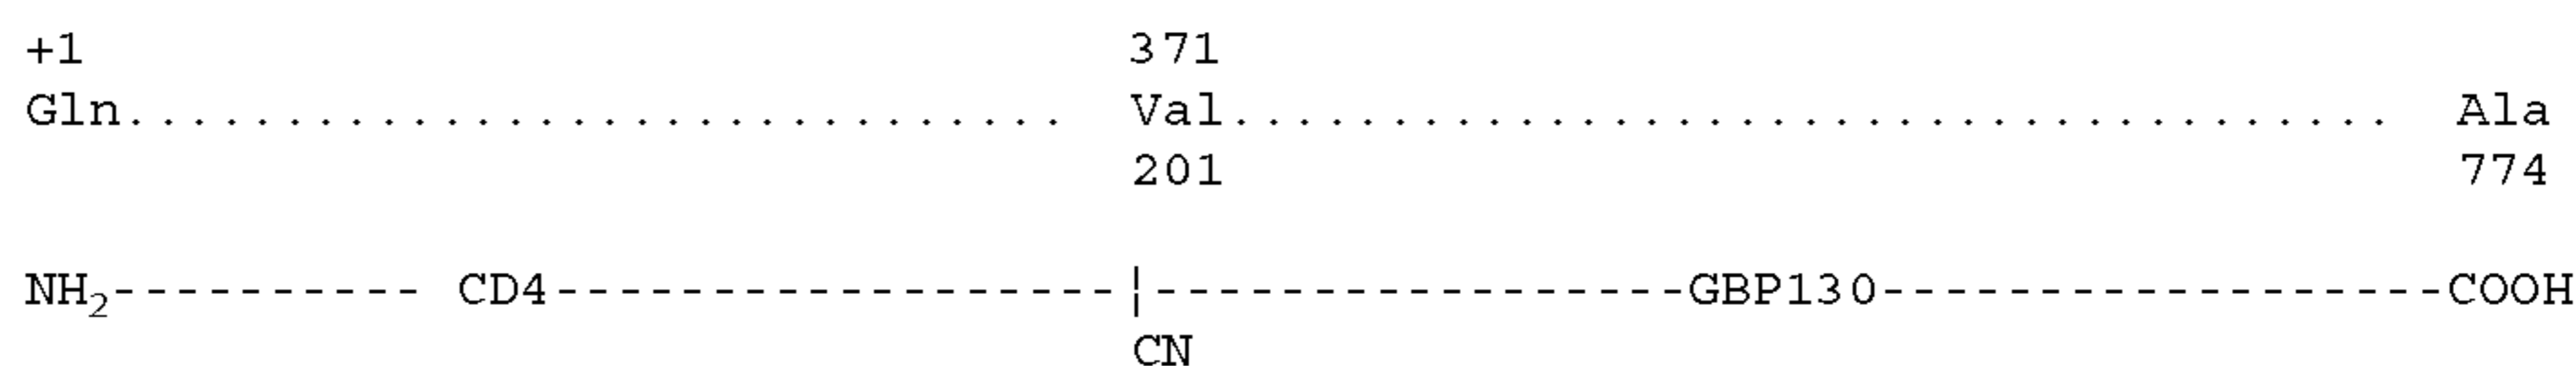 +1 371
Gln.............................. Val..................................... Ala
201 774
NH₂---------- CD4------------------|-----------------GBP130------------------COOH
CN